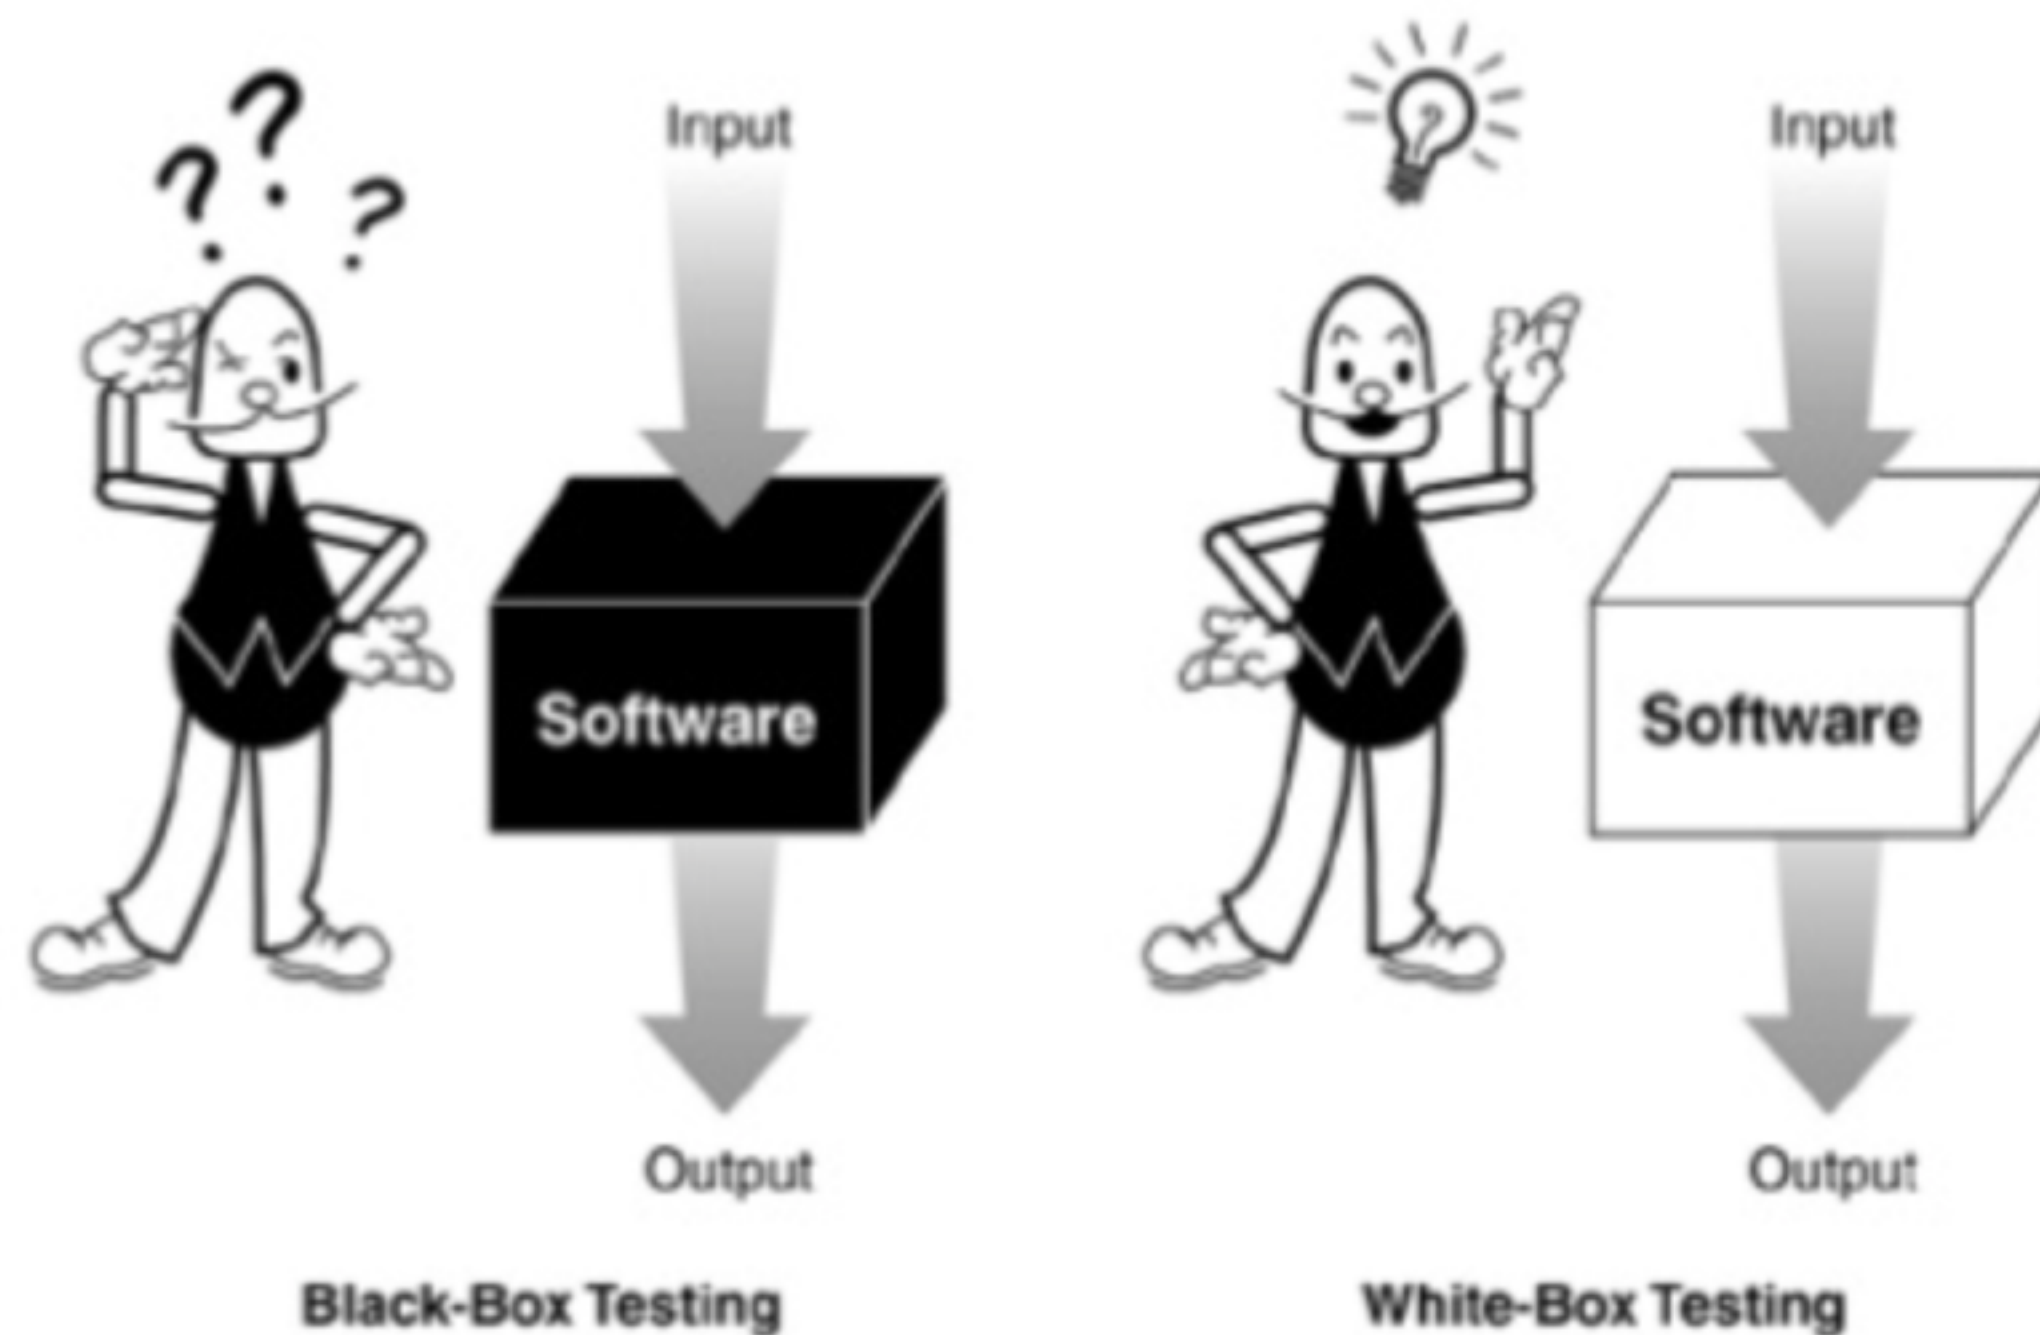 Input
Software
Output
Black-Box Testing
Input
Software
Output
White-Box Testing